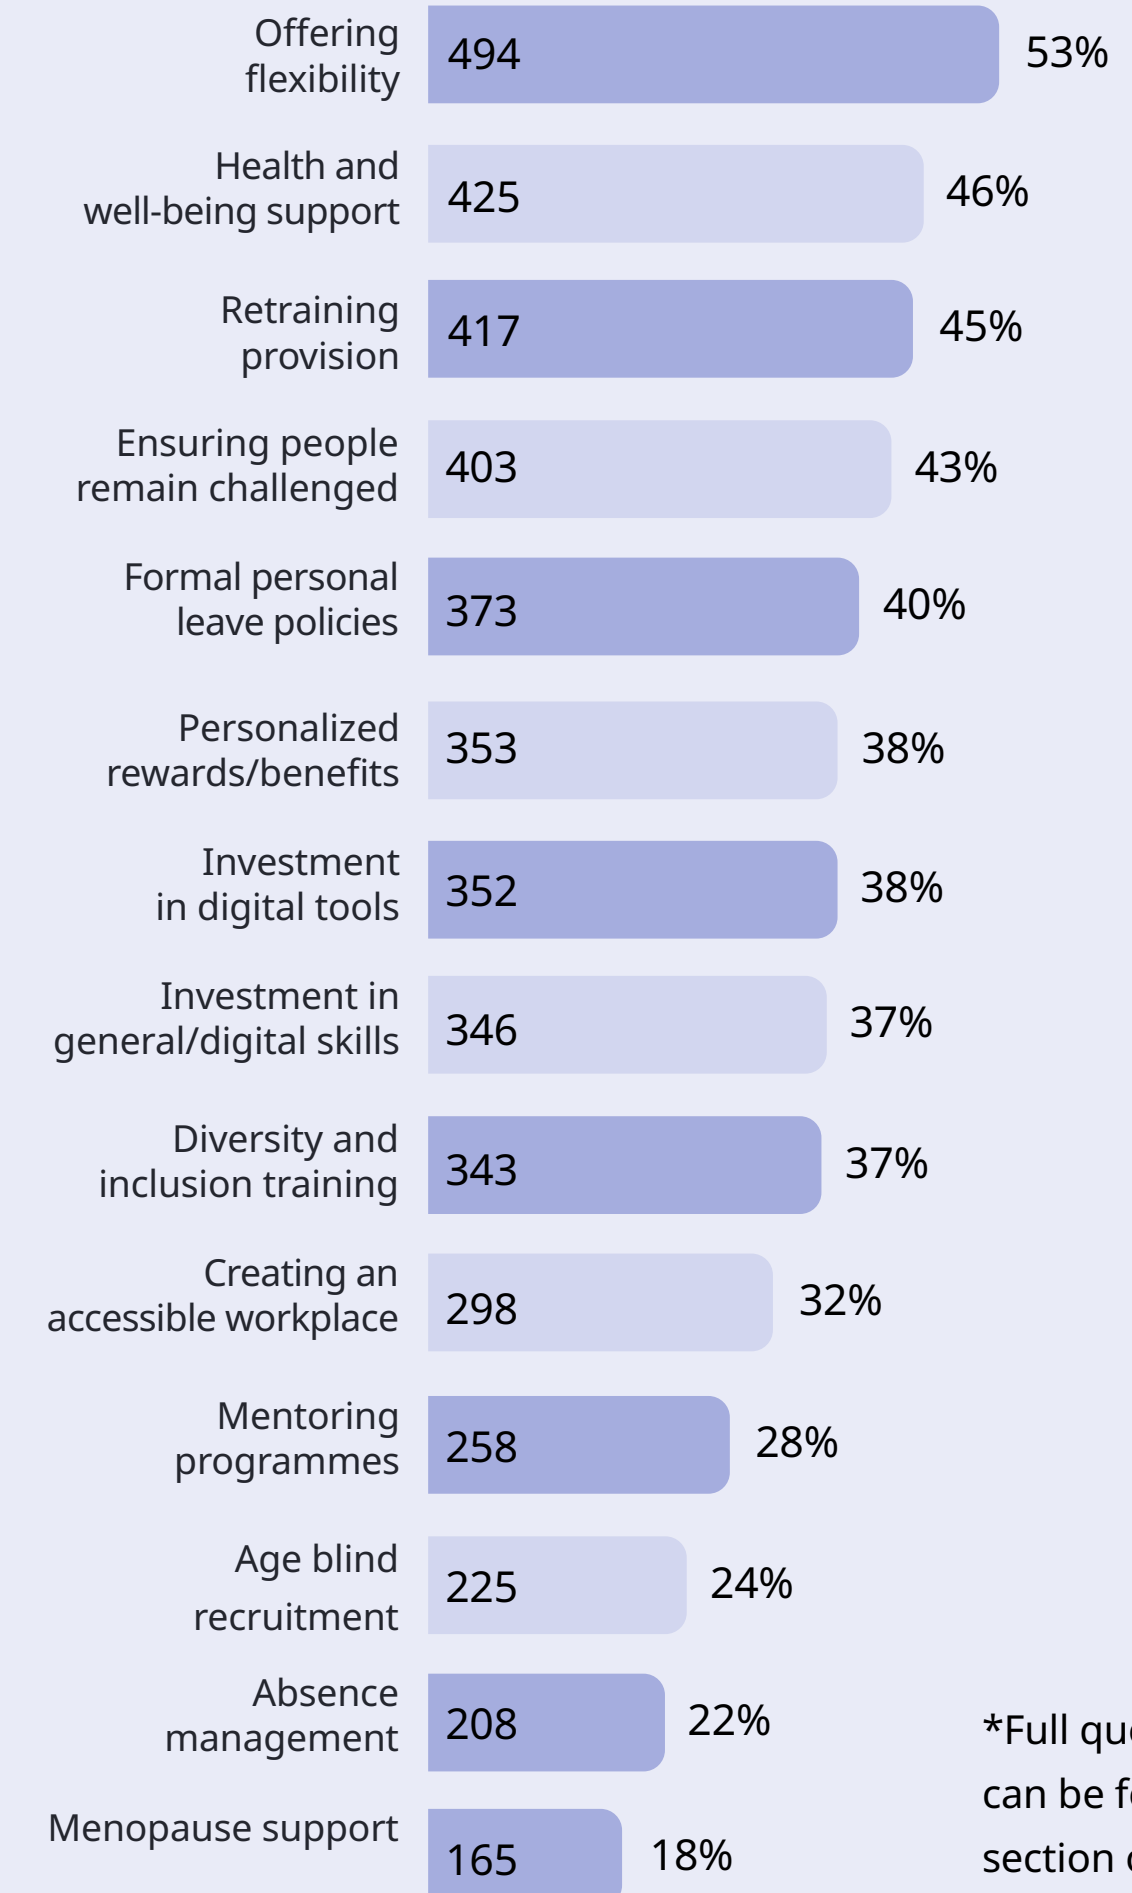 Offering
flexibility
494
53%
Health and
well-being support
425
46%
Retraining
provision
417
45%
Ensuring people
remain challenged
403
43%
Formal personal
leave policies
373
40%
Personalized
rewards/benefits
353
38%
Investment
in digital tools
352
38%
Investment in
general/digital skills
346
37%
Diversity and
inclusion training
343
37%
Creating an
accessible workplace
298
32%
Mentoring
programmes
258
28%
Age blind
recruitment
225
24%
Absence
management
208
22%
Menopause support
165
18%
*Full
can be
section